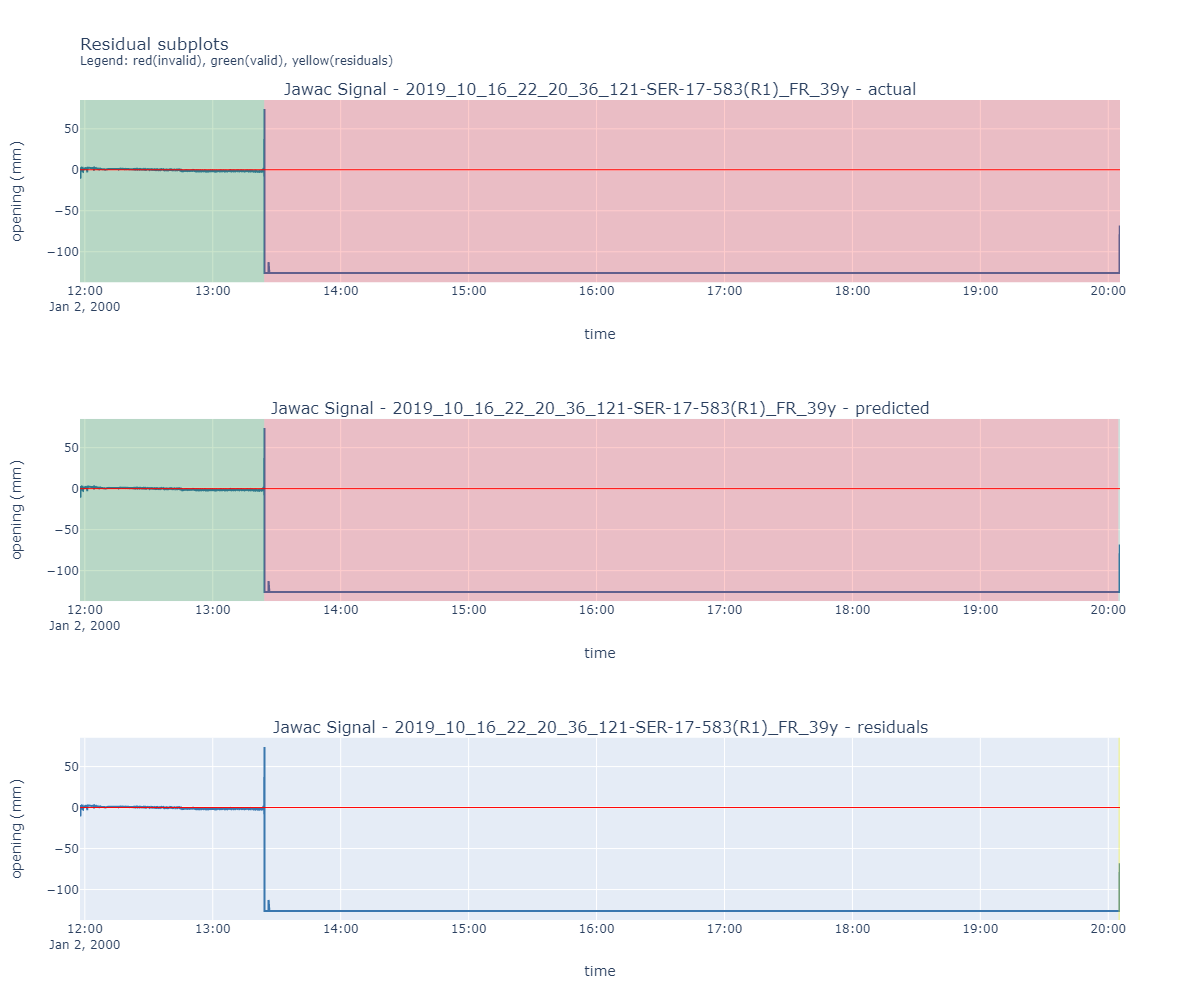 Residual subplots
Legend: red(invalid), green(valid), yellow(residuals)
Jawac Signal - 2019_10_16_22_20_36_121-SER-17-583(R1)_FR_39y - actual
opening (mm)
50
0
−50
−100
12:00 13:00 14:00 15:00 16:00 17:00 18:00 19:00 20:00
Jan 2, 2000
time
Jawac Signal - 2019_10_16_22_20_36_121-SER-17-583(R1)_FR_39y - predicted
opening (mm)
50
0
−50
−100
12:00 13:00 14:00 15:00 16:00 17:00 18:00 19:00 20:00
Jan 2, 2000
time
Jawac Signal - 2019_10_16_22_20_36_121-SER-17-583(R1)_FR_39y - residuals
opening (mm)
50
0
−50
−100
12:00 13:00 14:00 15:00 16:00 17:00 18:00 19:00 20:00
Jan 2, 2000
time